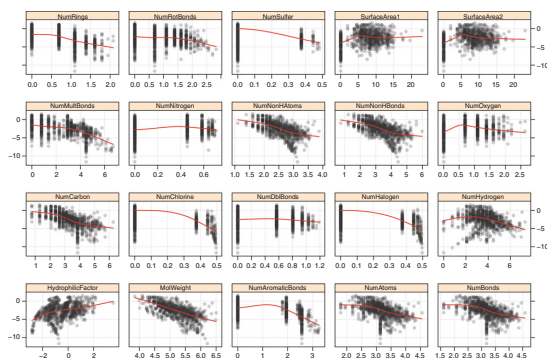 NumRings NumRotBonds NumSulfer SurfaceArea1 SurfaceArea2
0
−5
−10
0.0 0.5 1.0 1.5 2.0 0.0 0.5 1.0 1.5 2.0 2.5 0.0 0.1 0.2 0.3 0.4 0.5 0 5 10 15 20 0 5 10 15 20
NumMultBonds NumNitrogen NumNonHAtoms NumNonHBonds NumOxygen
0
−5
−10
0 1 2 3 4 5 6 7 0.0 0.2 0.4 0.6 1.0 1.5 2.0 2.5 3.0 3.5 4.0 1 2 3 4 5 6 0.0 0.5 1.0 1.5 2.0 2.5
NumCarbon NumChlorine NumDblBonds NumHalogen NumHydrogen
0
−5
−10
1 2 3 4 5 6 0.0 0.1 0.2 0.3 0.4 0.5 0.0 0.2 0.4 0.6 0.8 1.0 1.2 0.0 0.1 0.2 0.3 0.4 0.5 0 2 4 6
HydrophilicFactor MolWeight NumAromaticBonds NumAtoms NumBonds
0
−5
−10
−2 0 2 4.0 4.5 5.0 5.5 6.0 6.5 0 1 2 3 1.5 2.0 2.5 3.0 3.5 4.0 4.5 1.5 2.0 2.5 3.0 3.5 4.0 4.5